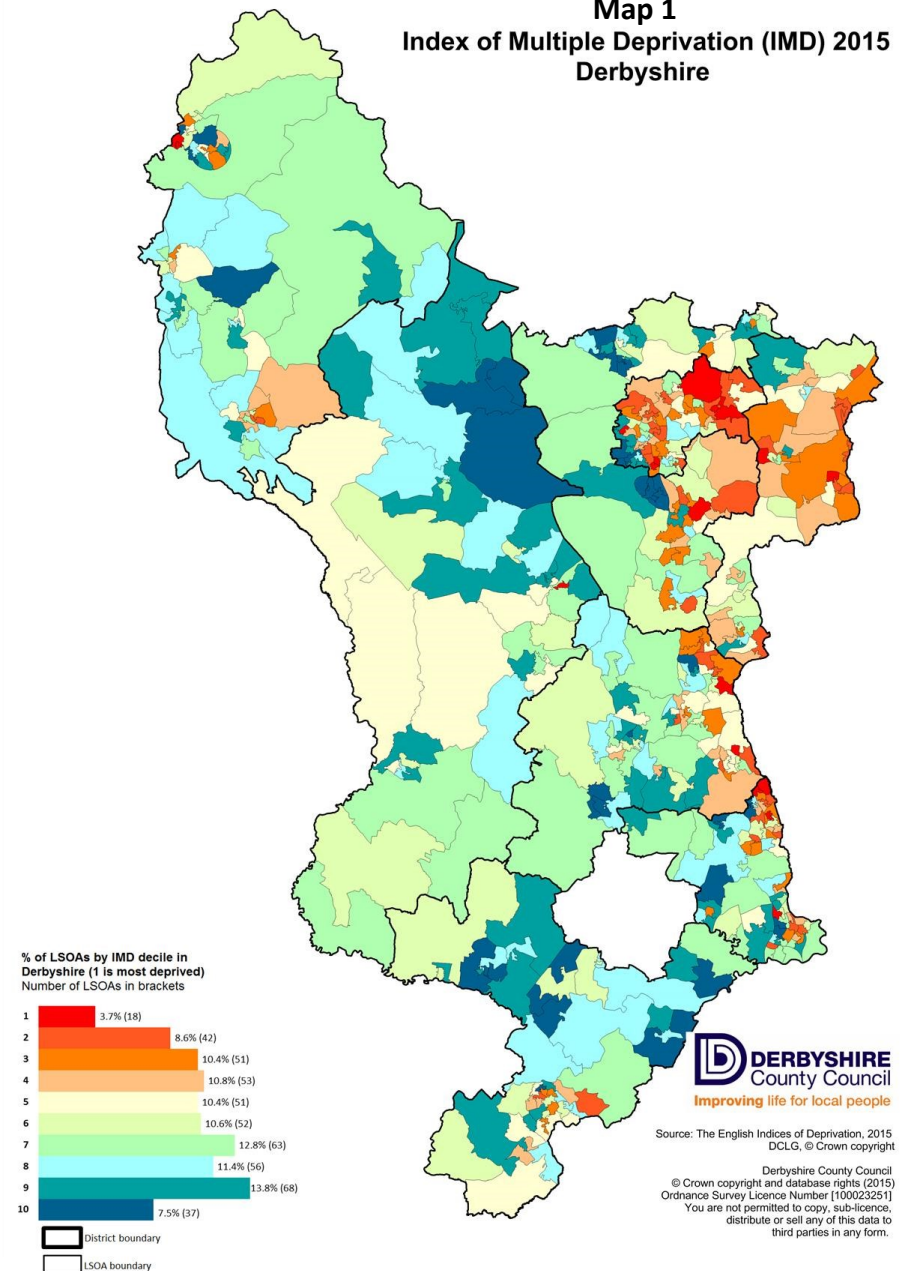 Map 1
Index of Multiple Deprivation (IMD) 2015
Derbyshire
% of LSOAs by IMD decile in
Derbyshire (1 is most deprived)
Number of LSOAs in brackets
1 3.7% (18)
2 8.6% (42)
3 10.4% (51)
4 10.8% (53)
5 10.4% (51)
6 10.6% (52)
7 12.8% (63)
8 11.4% (56)
9 13.8% (68)
10 7.5% (37)
District boundary
LSOA boundary
DERBYSHIRE
County Council
Improving life for local people
Source: The English Indices of Deprivation, 2015
DCLG, © Crown copyright
Derbyshire County Council
© Crown copyright and database rights (2015)
Ordnance Survey Licence Number [100023251]
You are not permitted to copy, sub-licence,
distribute or sell any of this data to
third parties in any form.